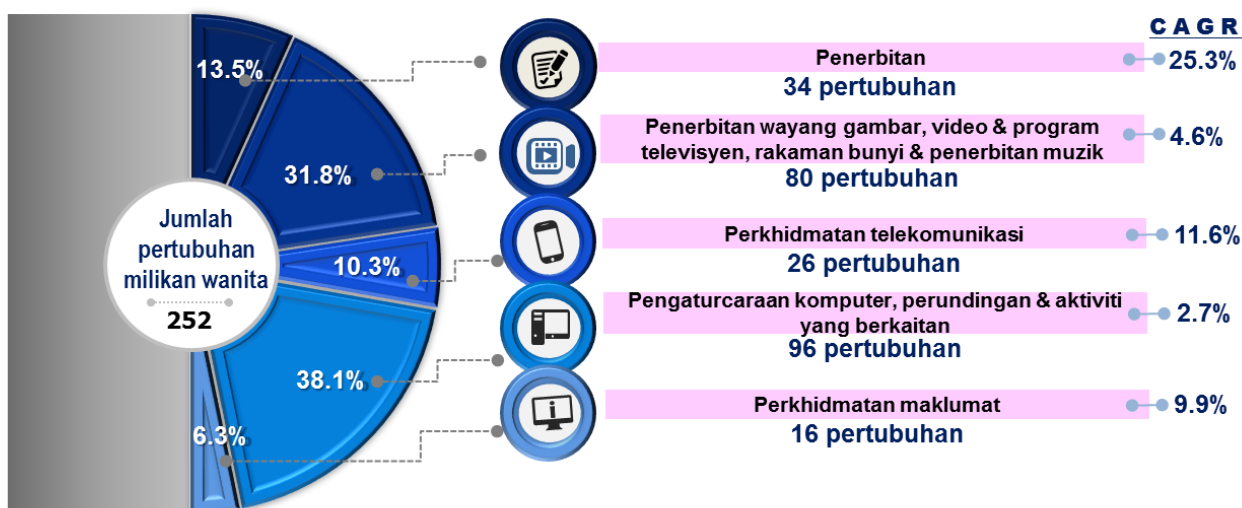 CAGR
13.5%
Penerbitan
34 pertubuhan
25.3%
31.8%
Penerbitan wayang gambar, video & program
televisyen, rakaman bunyi & penerbitan muzik
80 pertubuhan
4.6%
Jumlah
pertubuhan
milikan wanita
252
10.3%
Perkhidmatan telekomunikasi
26 pertubuhan
11.6%
38.1%
Pengaturcaraan komputer, perundingan & aktiviti
yang berkaitan
96 pertubuhan
2.7%
6.3%
Perkhidmatan maklumat
16 pertubuhan
9.9%